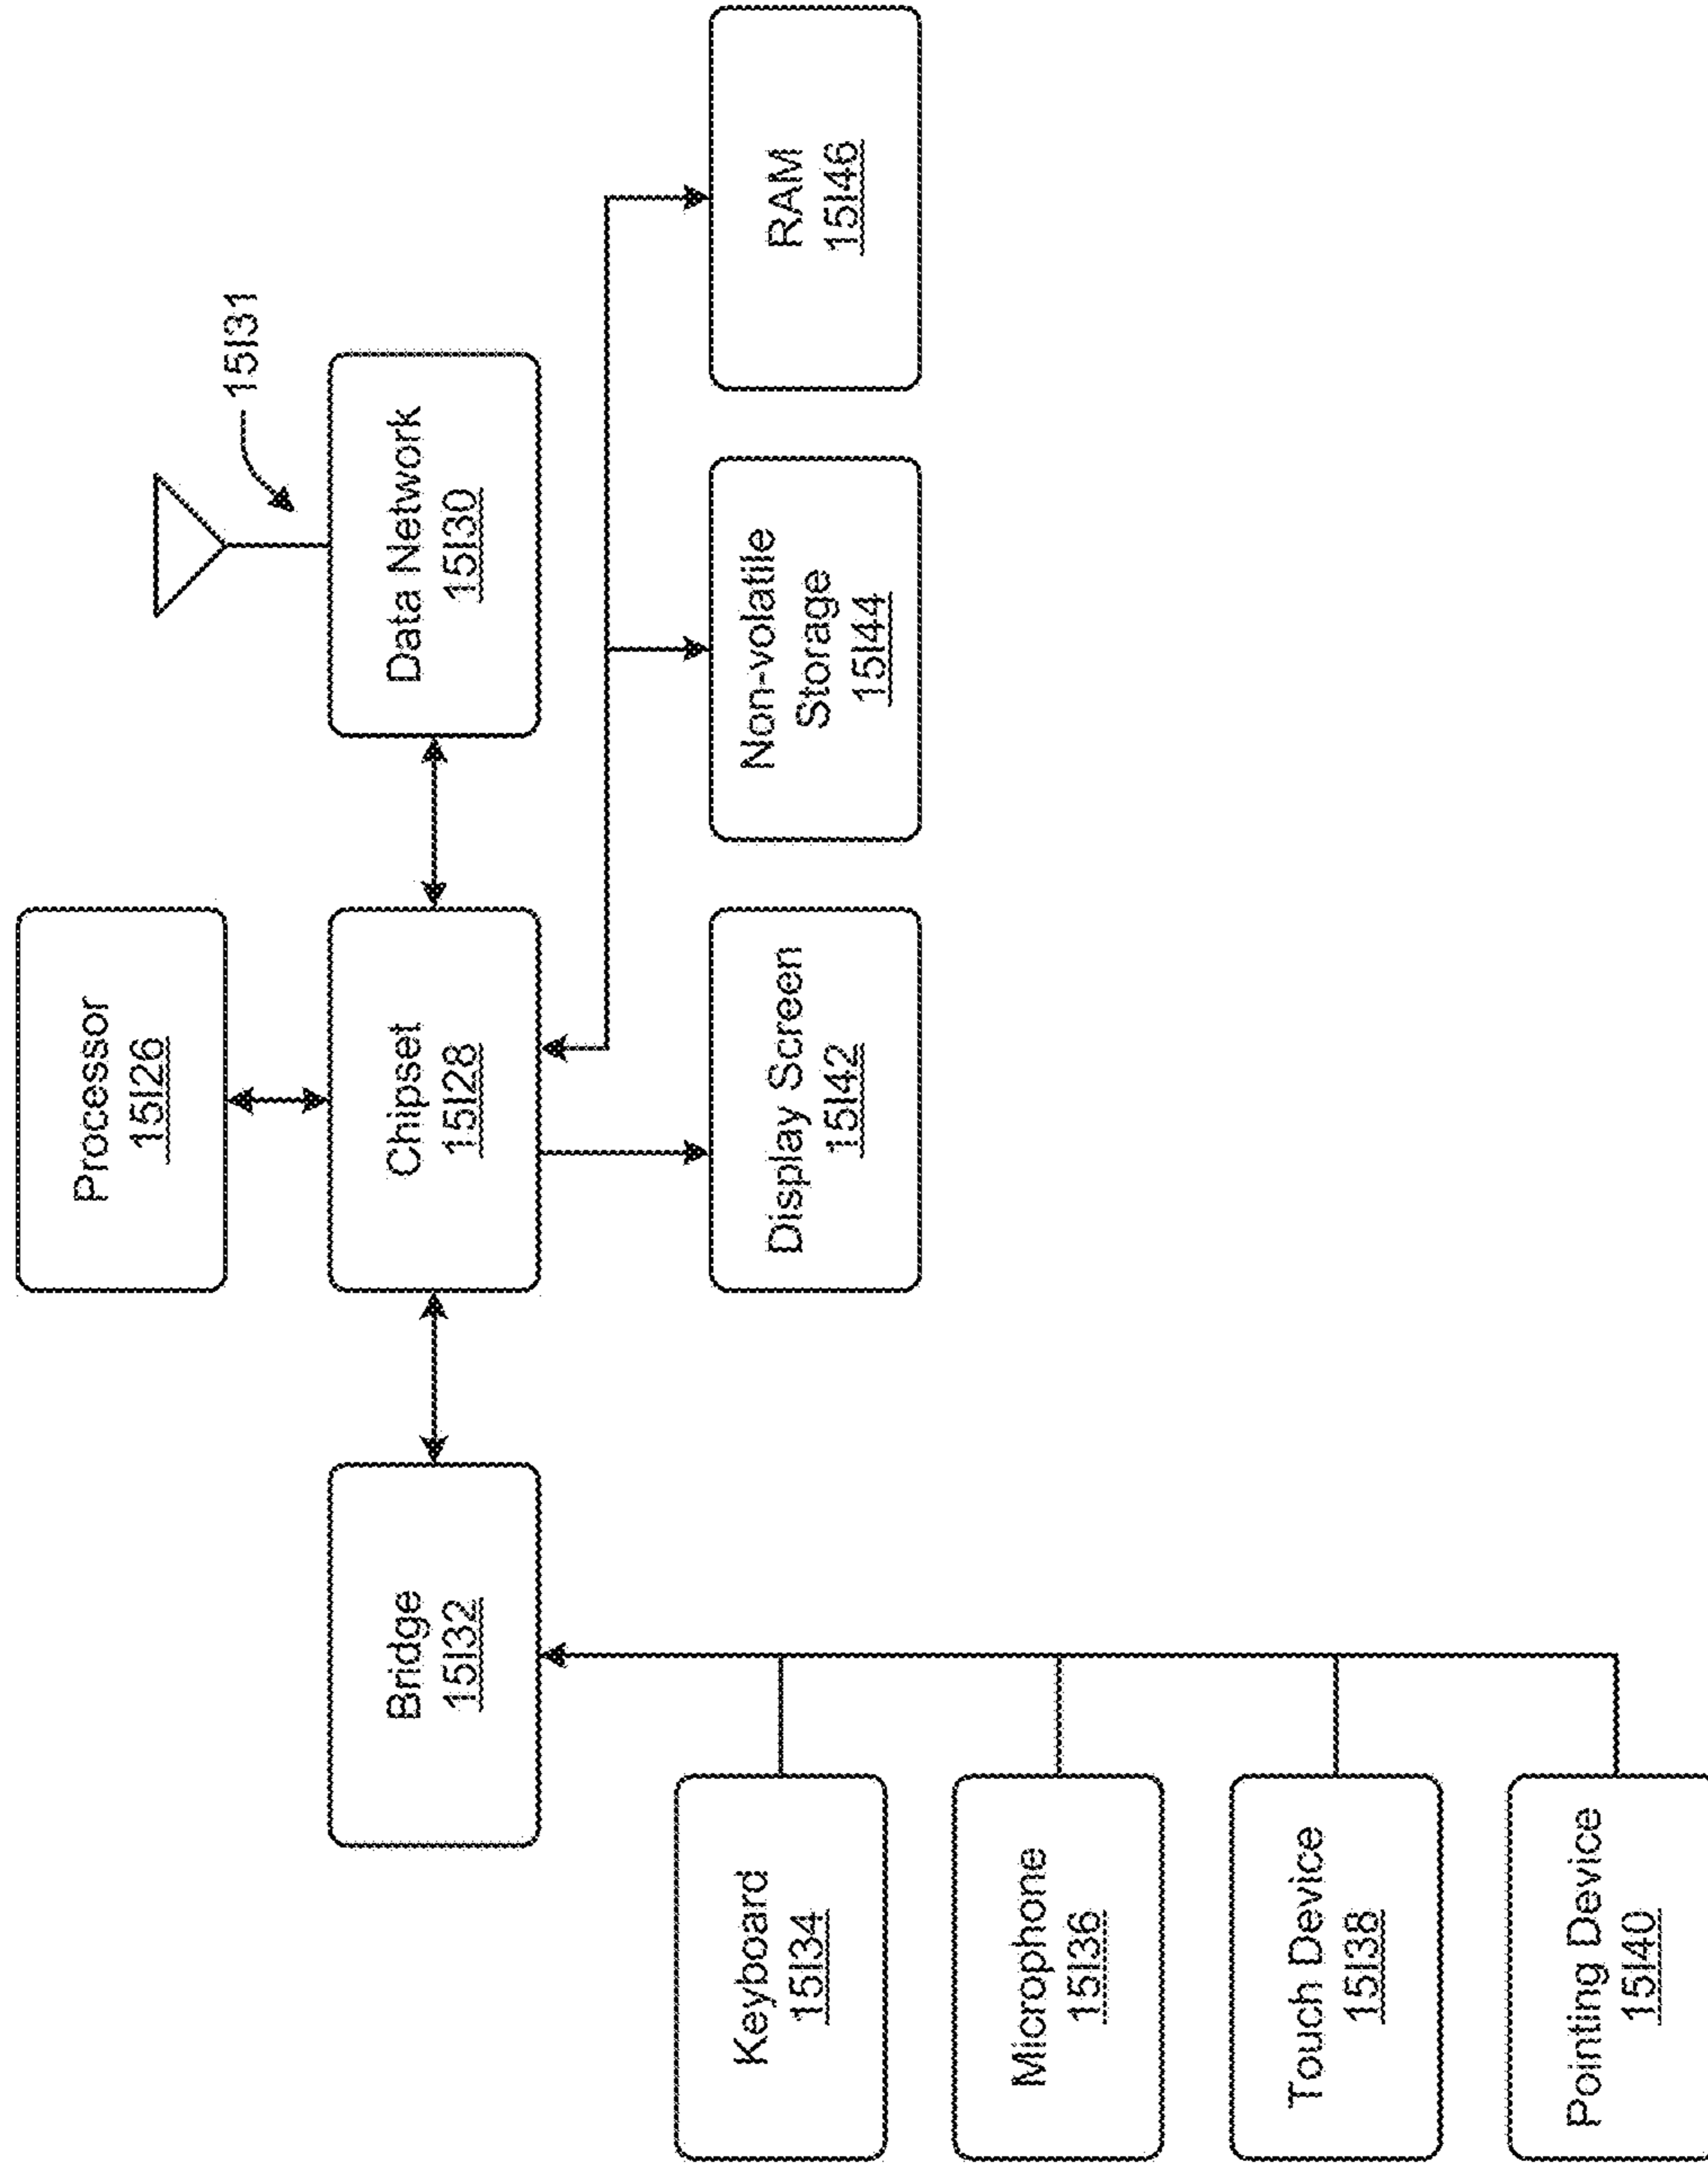 Processor
15I26
15I31
Bridge
15I32
Chipset
15I28
Data Network
15I30
Keyboard
15I34
Display Screen
15I42
Non-volatile
Storage
15I44
RAM
15I46
Microphone
15I36
Touch Device
15I38
Pointing Device
15I40